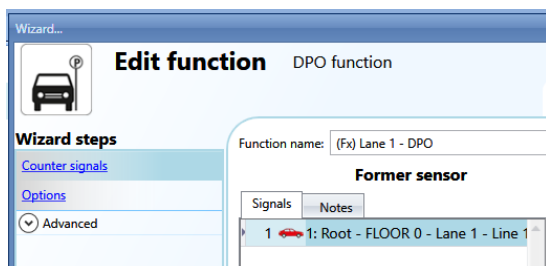 Wizard...
P
Edit function DPO function
Wizard steps
Counter signals
Options
Advanced
Function name: (Fx) Lane 1 - DPO
Former sensor
Signals Notes
1 1: Root - FLOOR 0 - Lane 1 - Line 1